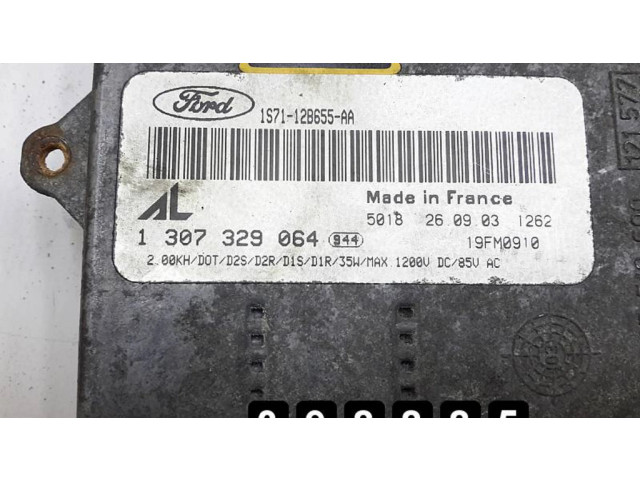 Ford
1S71-12B655-AA
AL
Made in France
5018 26.09.03 1262
1 307 329 064 944
19FM0910
2.00KH/DOT/D2S/D2R/D1S/D1R/35W/MAX.1200V DC/85V AC